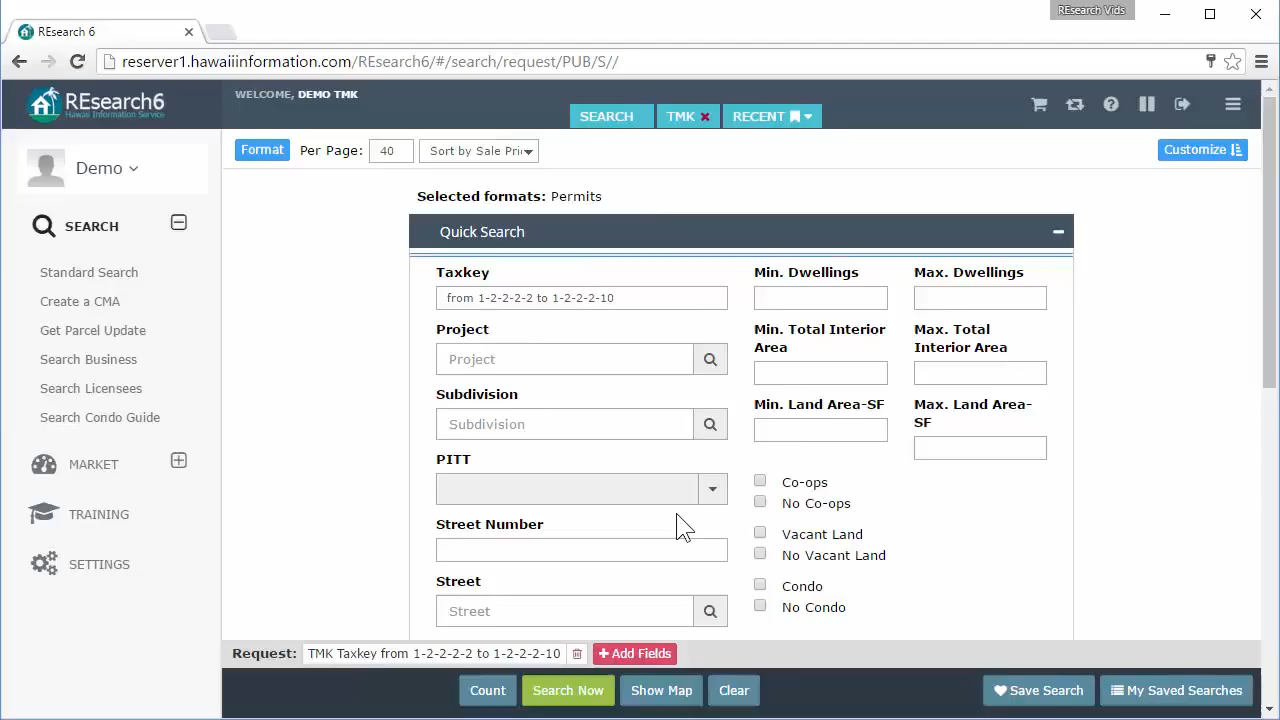 REsearch Vids
REsearch 6
reserver1.hawaiiinformation.com/REsearch6/#/search/request/PUB/S//
REsearch6
Hawaii Information Service
WELCOME, DEMO TMK
SEARCH
TMK
RECENT
Format
Per Page:
40
Sort by Sale Pri
Customize
Demo
SEARCH
Standard Search
Create a CMA
Get Parcel Update
Search Business
Search Licensees
Search Condo Guide
MARKET
TRAINING
SETTINGS
Selected formats: Permits
Quick Search
Taxkey
from 1-2-2-2-2 to 1-2-2-2-10
Project
Project
Subdivision
Subdivision
PITT
Street Number
Street
Street
Min. Dwellings
Max. Dwellings
Min. Total Interior
Area
Max. Total
Interior Area
Min. Land Area-SF
Max. Land Area-
SF
Co-ops
No Co-ops
Vacant Land
No Vacant Land
Condo
No Condo
Request:
TMK Taxkey from 1-2-2-2-2 to 1-2-2-2-10
+ Add Fields
Count
Search Now
Show Map
Clear
Save Search
My Saved Searches